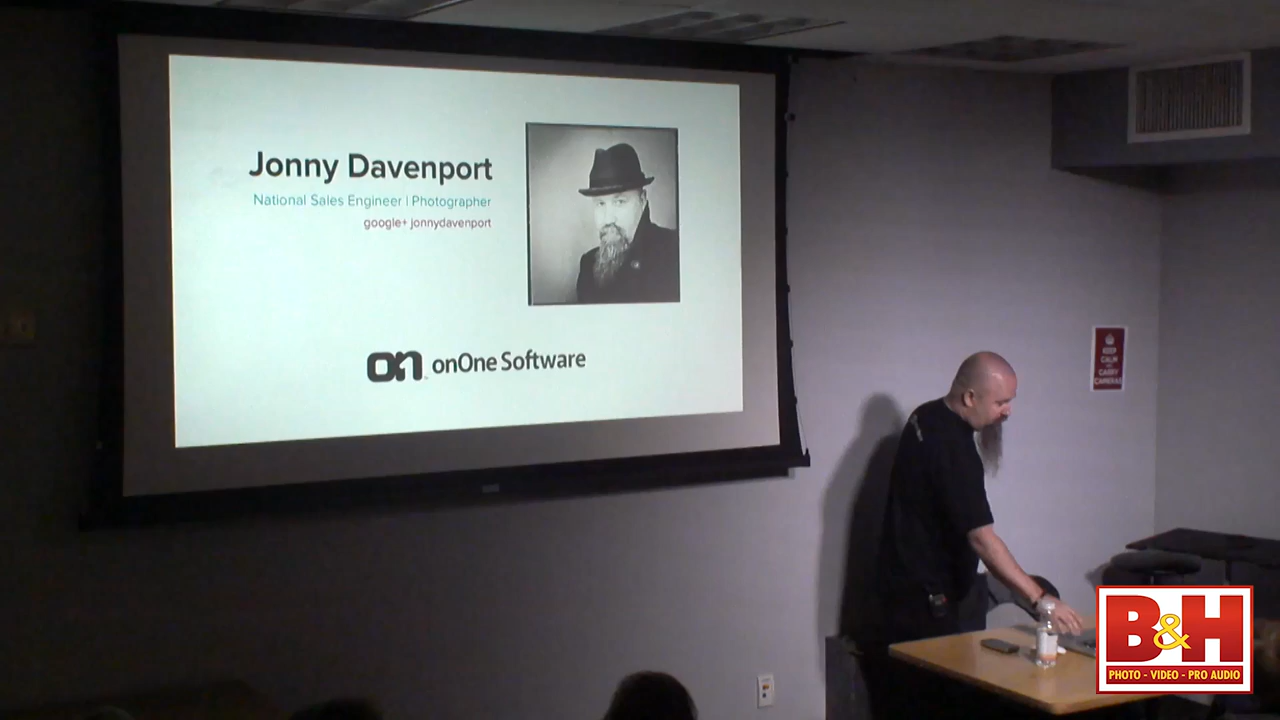 Jonny Davenport
National Sales Engineer | Photographer
google+ jonnydavenport
on onOne Software
KEEP
CALM
AND
CARRY
CAMERAS
B&H
PHOTO - VIDEO - PRO AUDIO